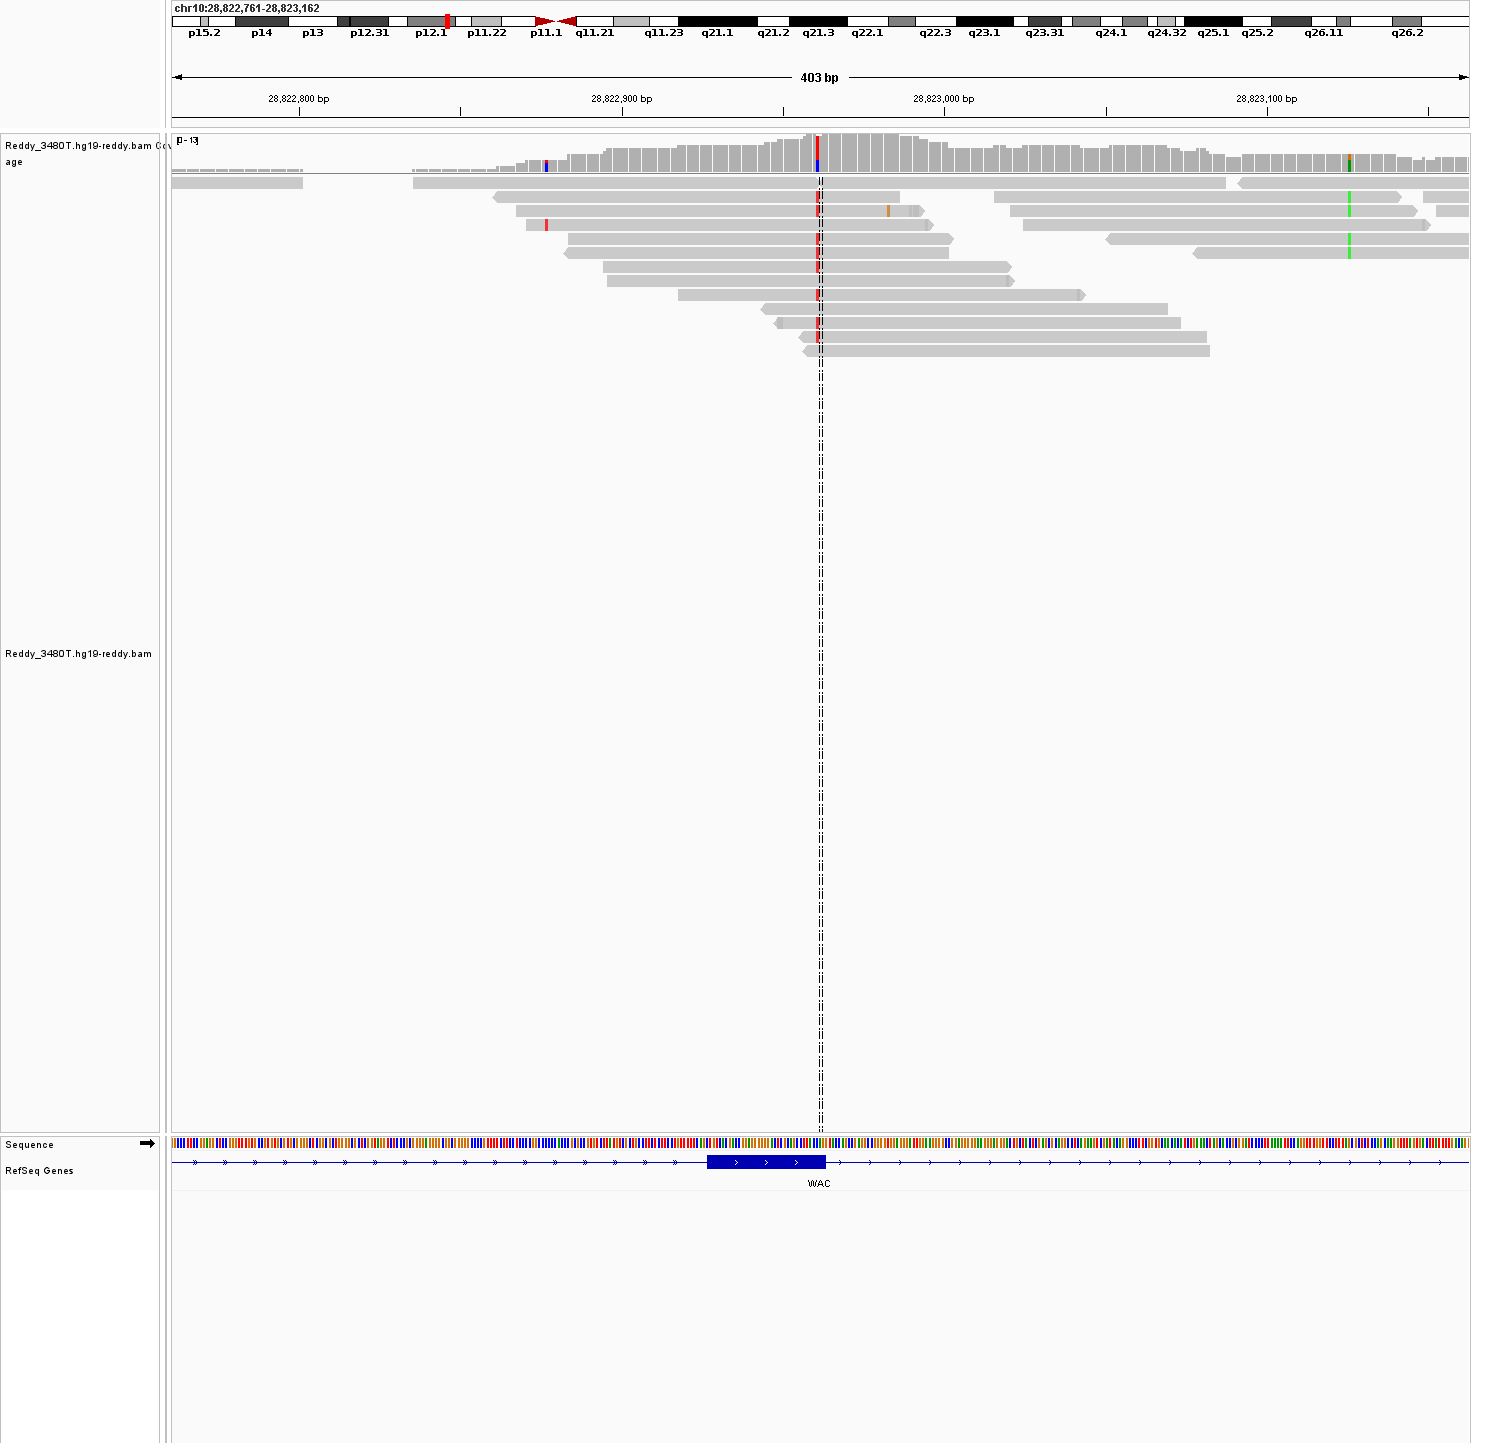 chr10:28,822,761-28,823,162
p15.2 p14 p13 p12.31 p12.1 p11.22 p11.1 q11.21 q11.23 q21.1 q21.2 q21.3 q22.1 q22.3 q23.1 q23.31 q24.1 q24.32 q25.1 q25.2 q26.11 q26.2
403 bp
28,822,800 bp 28,822,900 bp 28,823,000 bp 28,823,100 bp
[0 - 13]
Reddy_3480T.hg19-reddy.bam Cov
age
Reddy_3480T.hg19-reddy.bam
Sequence
RefSeq Genes
WAC